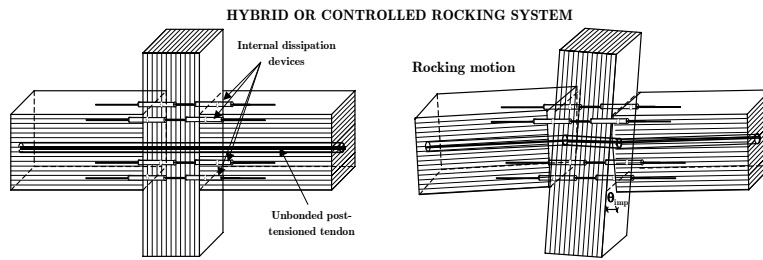 HYBRID OR CONTROLLED ROCKING SYSTEM
Internal dissipation
devices
Rocking motion
Unbonded post-
tensioned tendon
θimp